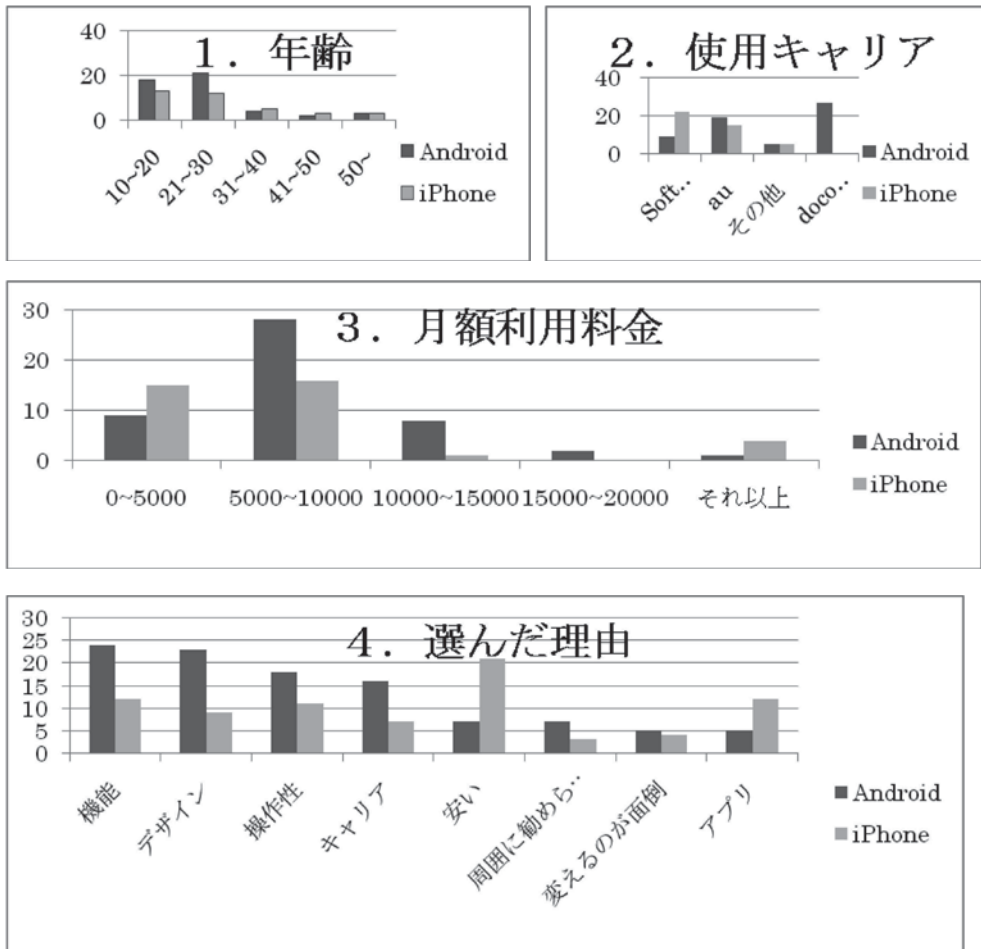 1．年齢
40
20
0
10~20
21~30
31~40
41~50
50~
Android
iPhone
2．使用キャリア
40
20
0
Soft..
au
その他
doco..
Android
iPhone
3．月額利用料金
30
20
10
0
0~5000
5000~10000
10000~15000
15000~20000
それ以上
Android
iPhone
4．選んだ理由
30
25
20
15
10
5
0
機能
デザイン
操作性
キャリア
安い
周囲に勧めら..
変えるのが面倒
アプリ
Android
iPhone